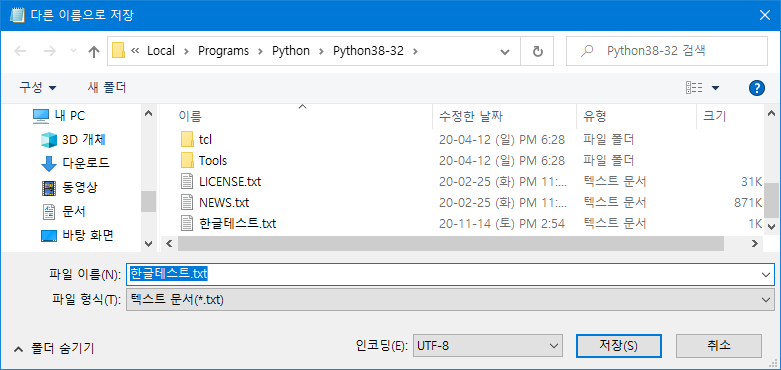 다른 이름으로 저장
« Local > Programs > Python > Python38-32 >
Python38-32 검색
구성
새 폴더
내 PC
3D 개체
다운로드
동영상
문서
바탕 화면
이름 수정한 날짜 유형 크기
tcl 20-04-12 (일) PM 6:28 파일 폴더
Tools 20-04-12 (일) PM 6:28 파일 폴더
LICENSE.txt 20-02-25 (화) PM 11:... 텍스트 문서 31K
NEWS.txt 20-02-25 (화) PM 11:... 텍스트 문서 871K
한글테스트.txt 20-11-14 (토) PM 2:54 텍스트 문서 1K
파일 이름(N): 한글테스트.txt
파일 형식(T): 텍스트 문서(*.txt)
폴더 숨기기
인코딩(E): UTF-8
저장(S)
취소